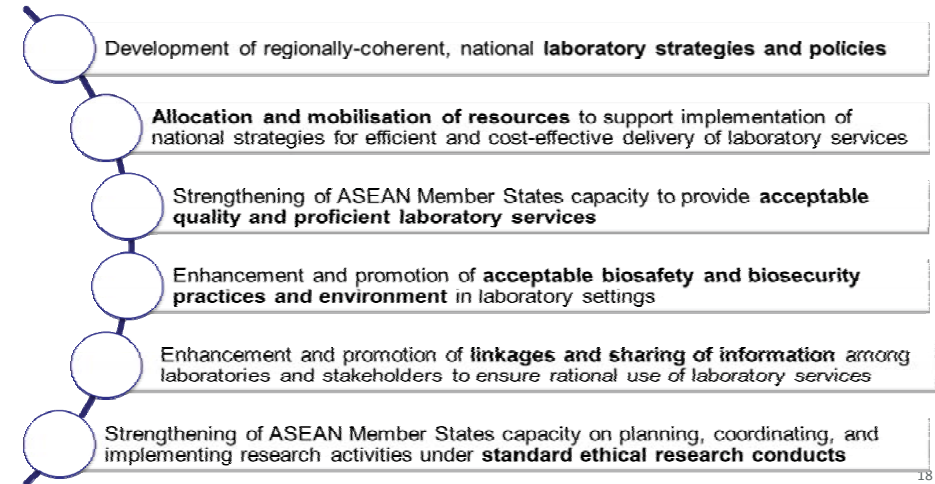 Development of regionally-coherent, national laboratory strategies and policies
Allocation and mobilisation of resources to support implementation of
national strategies for efficient and cost-effective delivery of laboratory services
Strengthening of ASEAN Member States capacity to provide acceptable
quality and proficient laboratory services
Enhancement and promotion of acceptable biosafety and biosecurity
practices and environment in laboratory settings
Enhancement and promotion of linkages and sharing of information among
laboratories and stakeholders to ensure rational use of laboratory services
Strengthening of ASEAN Member States capacity on planning, coordinating, and
implementing research activities under standard ethical research conducts
18